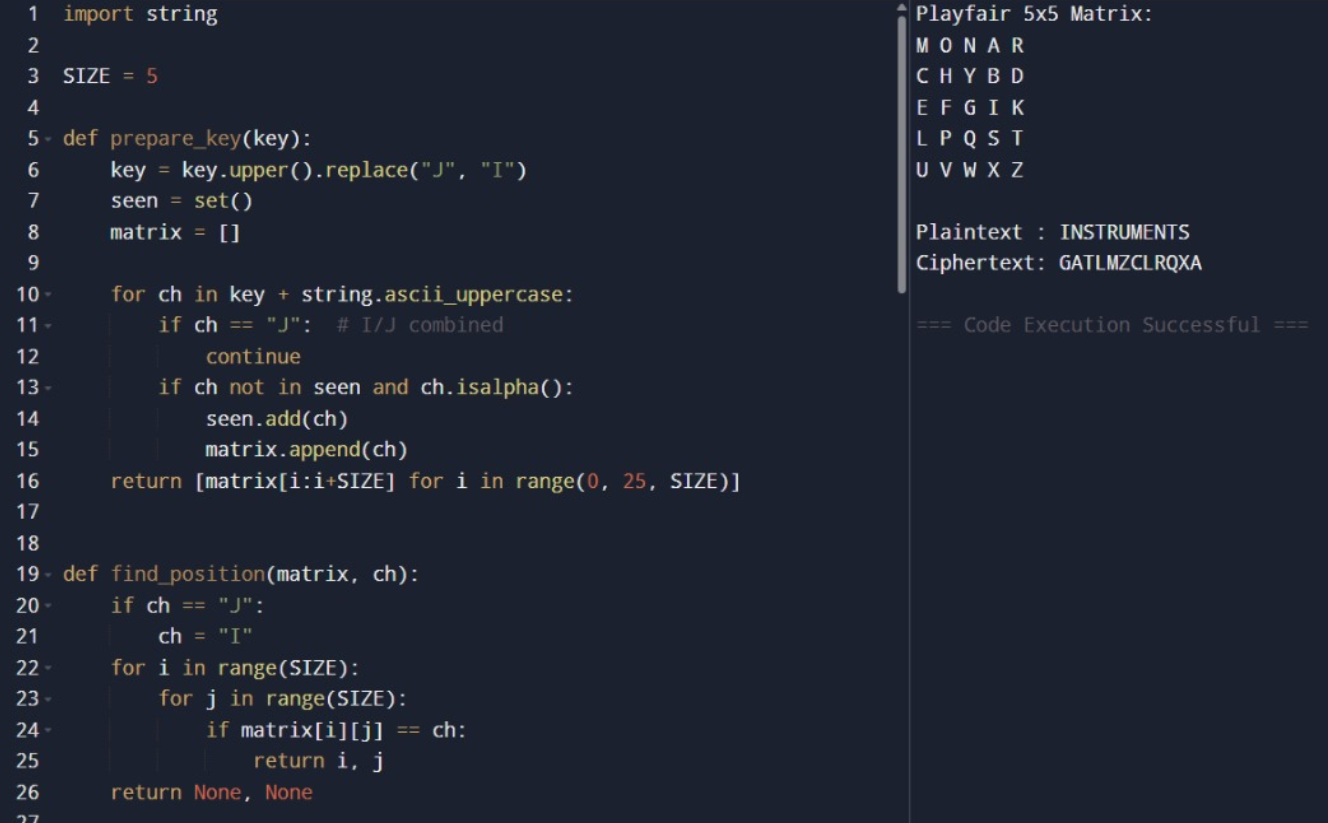 1 import string
2
3 SIZE = 5
4
5 def prepare_key(key):
6     key = key.upper().replace("J", "I")
7     seen = set()
8     matrix = []
9
10     for ch in key + string.ascii_uppercase:
11         if ch == "J":  # I/J combined
12             continue
13         if ch not in seen and ch.isalpha():
14             seen.add(ch)
15             matrix.append(ch)
16     return [matrix[i:i+SIZE] for i in range(0, 25, SIZE)]
17
18
19 def find_position(matrix, ch):
20     if ch == "J":
21         ch = "I"
22     for i in range(SIZE):
23         for j in range(SIZE):
24             if matrix[i][j] == ch:
25                 return i, j
26     return None, None
27
Playfair 5x5 Matrix:
M O N A R
C H Y B D
E F G I K
L P Q S T
U V W X Z
Plaintext : INSTRUMENTS
Ciphertext: GATLMZCLRQXA
=== Code Execution Successful ===